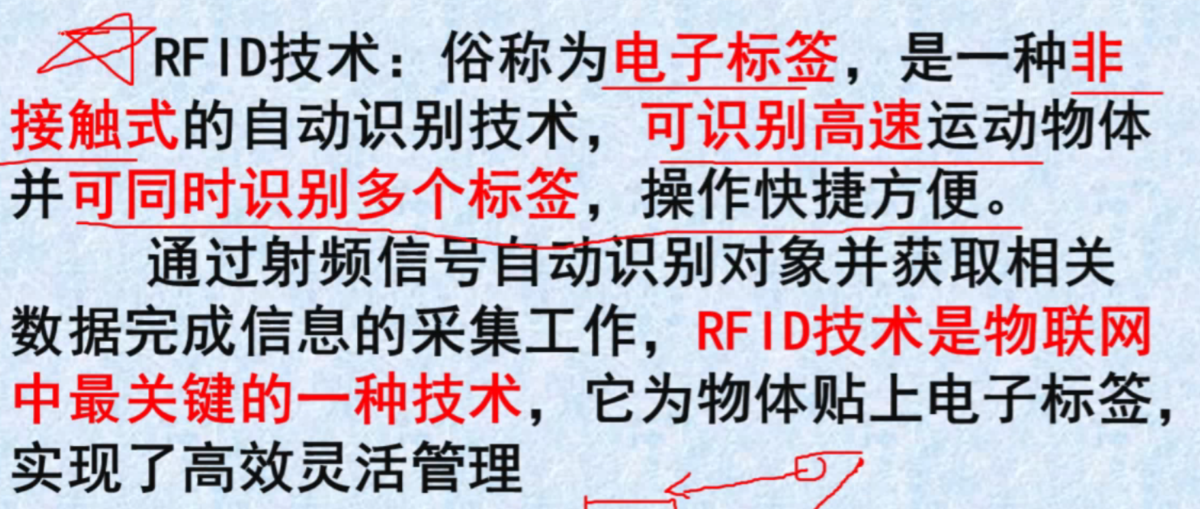 RFID技术：俗称为电子标签，是一种非
接触式的自动识别技术，可识别高速运动物体
并可同时识别多个标签，操作快捷方便。
通过射频信号自动识别对象并获取相关
数据完成信息的采集工作，RFID技术是物联网
中最关键的一种技术，它为物体贴上电子标签，
实现了高效灵活管理